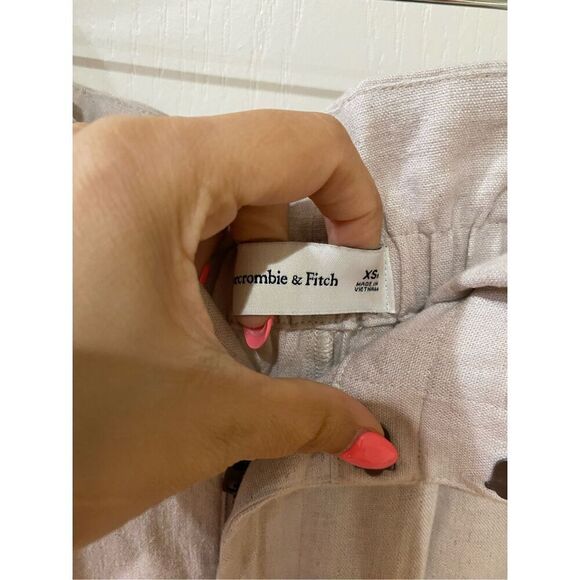 rcrombie & Fitch
XS
MADE IN
VIETNAM